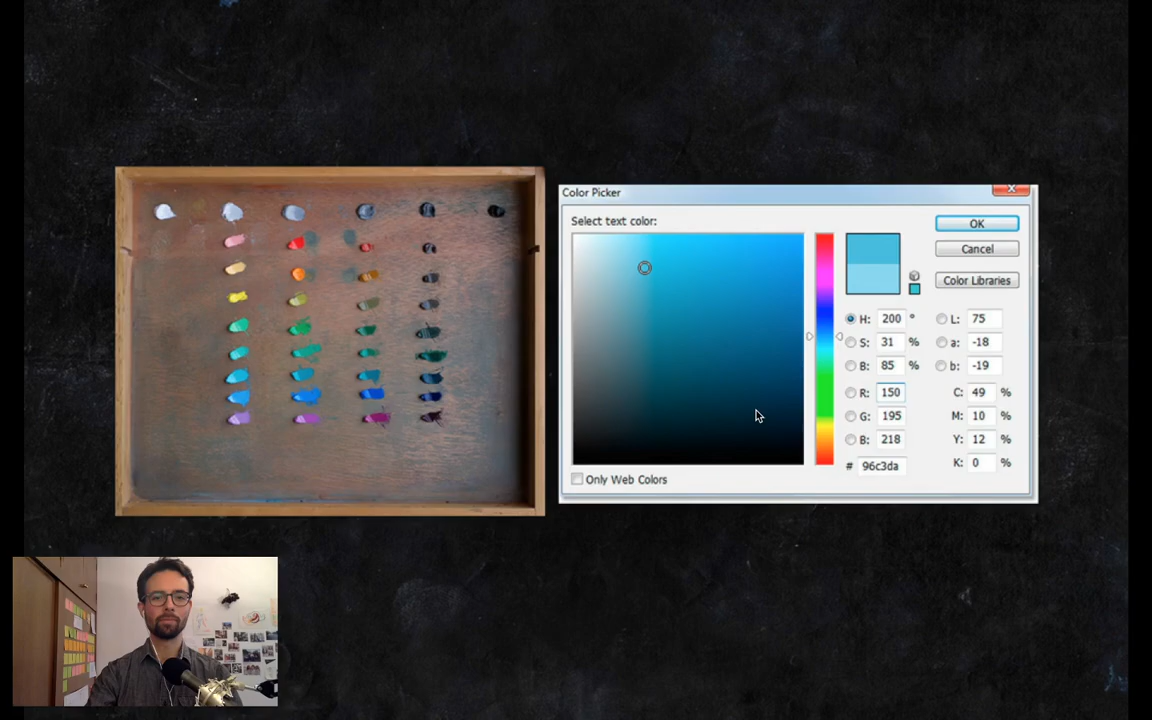 Color Picker
Select text color:
OK
Cancel
Color Libraries
H: 200 °
S: 31 %
B: 85 %
R: 150
G: 195
B: 218
# 96c3da
L: 75
a: -18
b: -19
C: 49 %
M: 10 %
Y: 12 %
K: 0 %
Only Web Colors